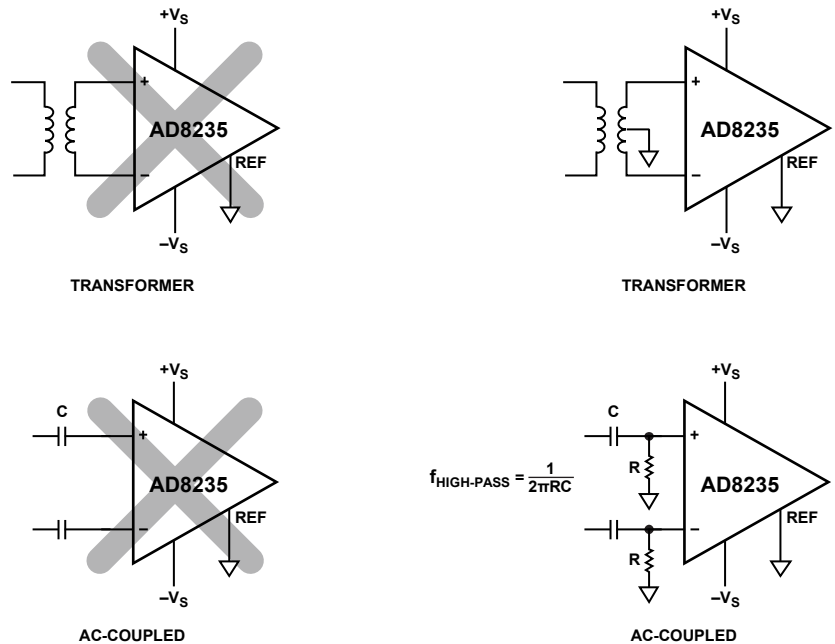 +VS
+
AD8235
REF
−
−VS
TRANSFORMER
+VS
+
AD8235
REF
−
−VS
TRANSFORMER
+VS
C
+
AD8235
REF
−
−VS
AC-COUPLED
+VS
C
+
R
fHIGH-PASS = 1/2πRC
AD8235
REF
−
R
−VS
AC-COUPLED